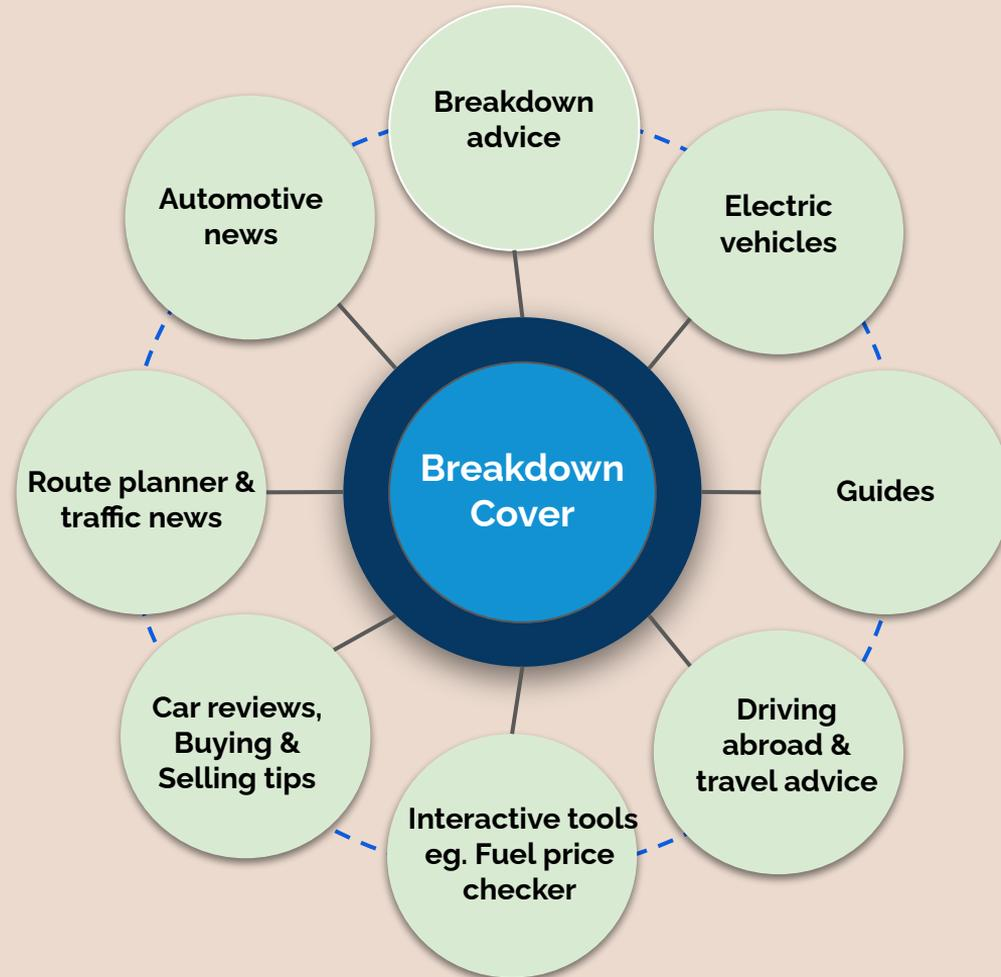 Breakdown
advice
Automotive
news
Electric
vehicles
Breakdown
Cover
Route planner &
traffic news
Guides
Car reviews,
Buying &
Selling tips
Driving
abroad &
travel advice
Interactive tools
eg. Fuel price
checker